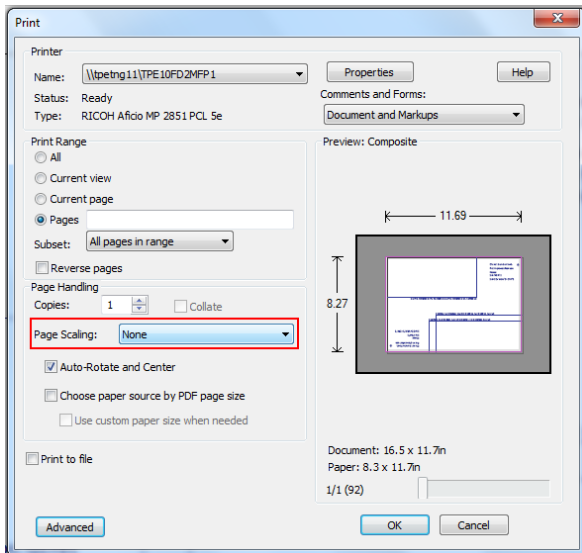 Print
Printer
Name: \\tpetng11\TPE10FD2MFP1
Properties
Help
Status: Ready
Comments and Forms:
Type: RICOH Aficio MP 2851 PCL 5e
Document and Markups
Print Range
All
Current view
Current page
Pages
Subset: All pages in range
Reverse pages
Page Handling
Copies: 1
Collate
Page Scaling: None
Auto-Rotate and Center
Choose paper source by PDF page size
Use custom paper size when needed
Print to file
Preview: Composite
11.69
8.27
Document: 16.5 x 11.7in
Paper: 8.3 x 11.7in
1/1 (92)
Advanced
OK
Cancel